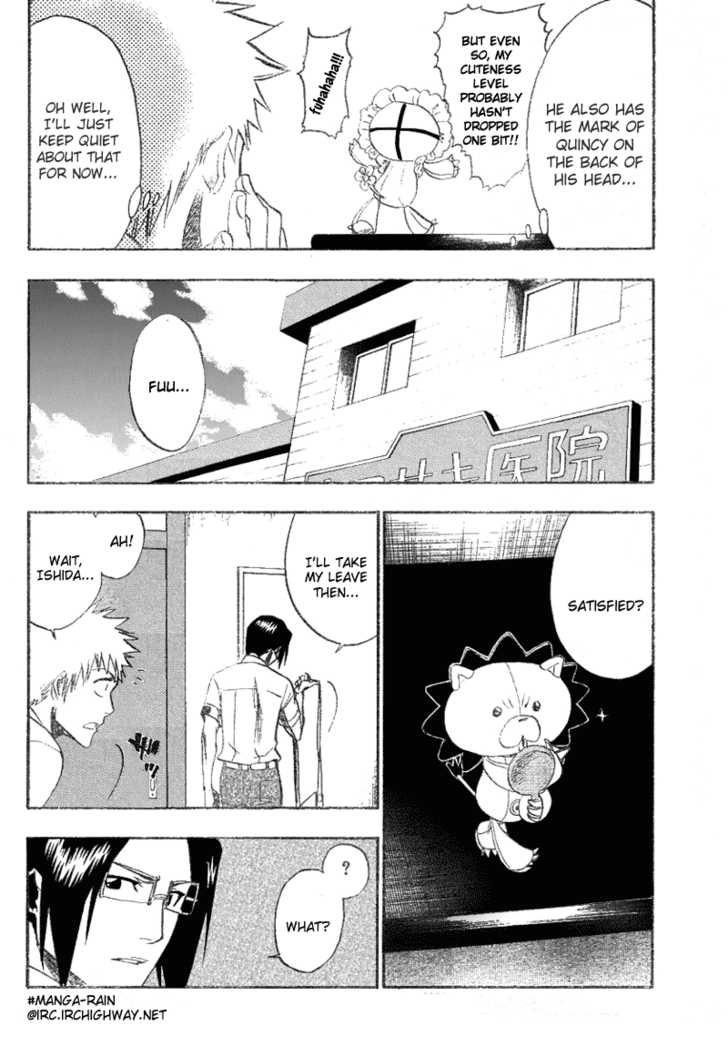 HE ALSO HAS
THE MARK OF
QUINCY ON
THE BACK OF
HIS HEAD...
BUT EVEN
SO, MY
CUTENESS
LEVEL
PROBABLY
HASN'T
DROPPED
ONE BIT!!
fuhahaha!!!
OH WELL,
I'LL JUST
KEEP QUIET
ABOUT THAT
FOR NOW...
FUU...
医院
SATISFIED?
I'LL TAKE
MY LEAVE
THEN...
AH!
WAIT,
ISHIDA...
?
WHAT?
#MANGA-RAIN
@IRC.IRCHIGHWAY.NET